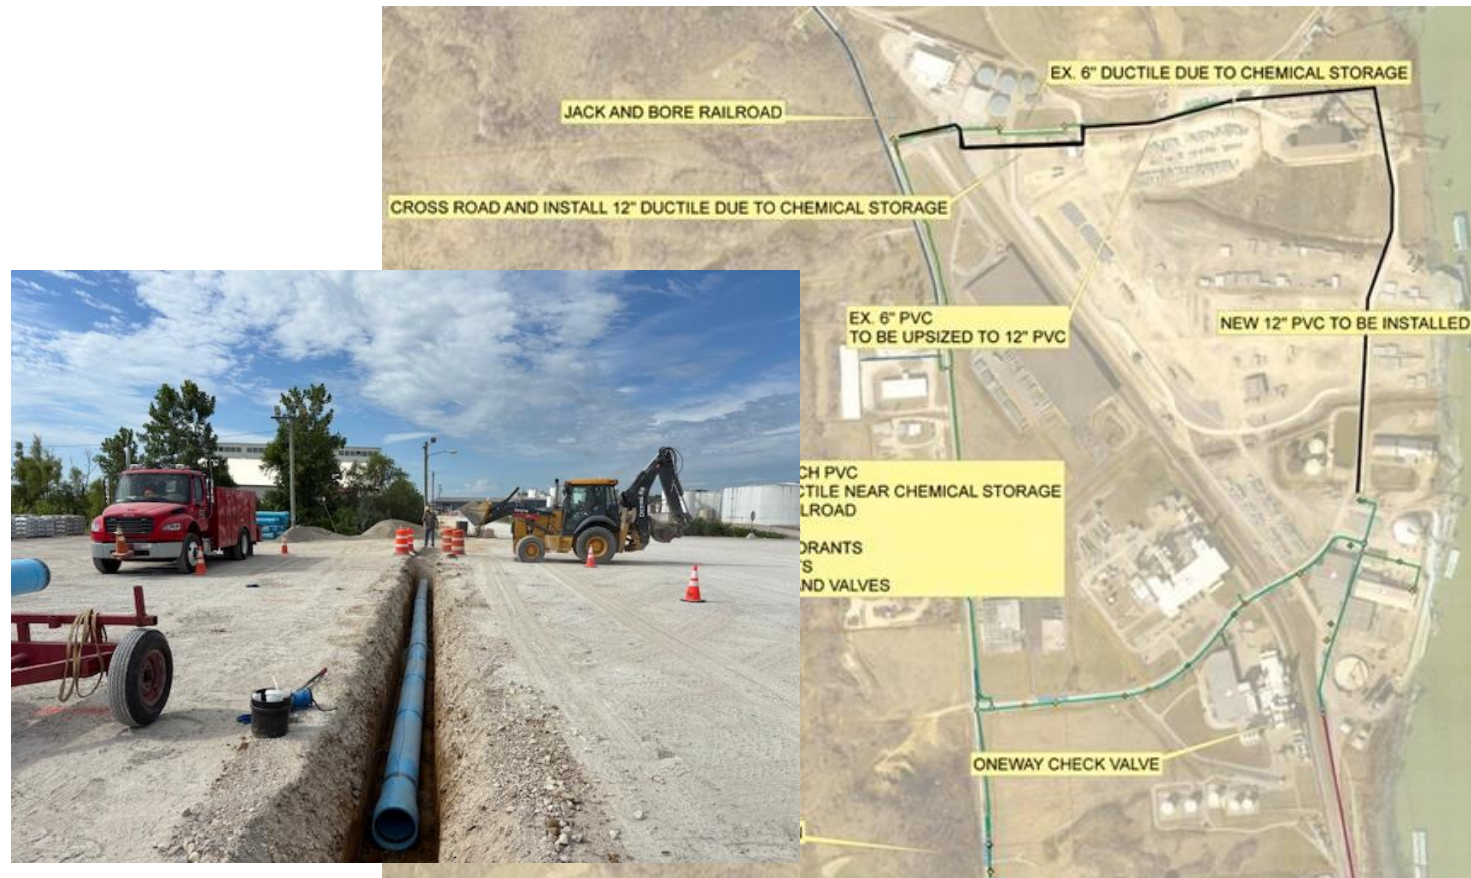 EX. 6" DUCTILE DUE TO CHEMICAL STORAGE
JACK AND BORE RAILROAD
CROSS ROAD AND INSTALL 12" DUCTILE DUE TO CHEMICAL STORAGE
EX. 6" PVC
TO BE UPSIZED TO 12" PVC
NEW 12" PVC TO BE INSTALLED
CH PVC
CTILE NEAR CHEMICAL STORAGE
LROAD
DRANTS
TS
ND VALVES
ONEWAY CHECK VALVE